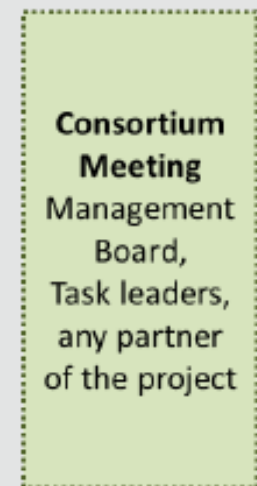 Consortium
Meeting
Management
Board,
Task leaders,
any partner
of the project